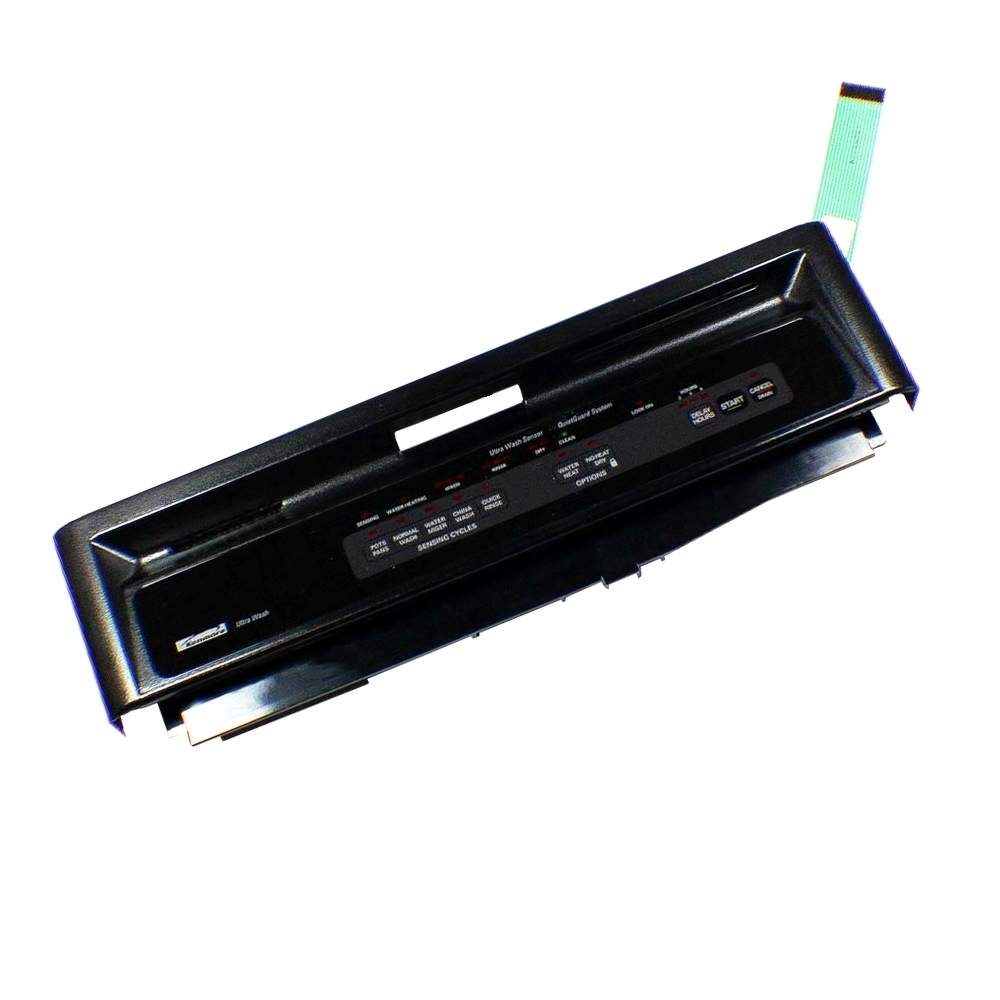 Ultra Wash Sensor QuietGuard System
SENSING WATER HEATING WASH RINSE DRY CLEAN LOCK ON HOURS
POTS PANS
NORMAL WASH
WATER MISER
CHINA WASH
QUICK RINSE
SENSING CYCLES
WATER HEAT
NO HEAT DRY
OPTIONS
DELAY HOURS
START
CANCEL DRAIN
Kenmore Ultra Wash